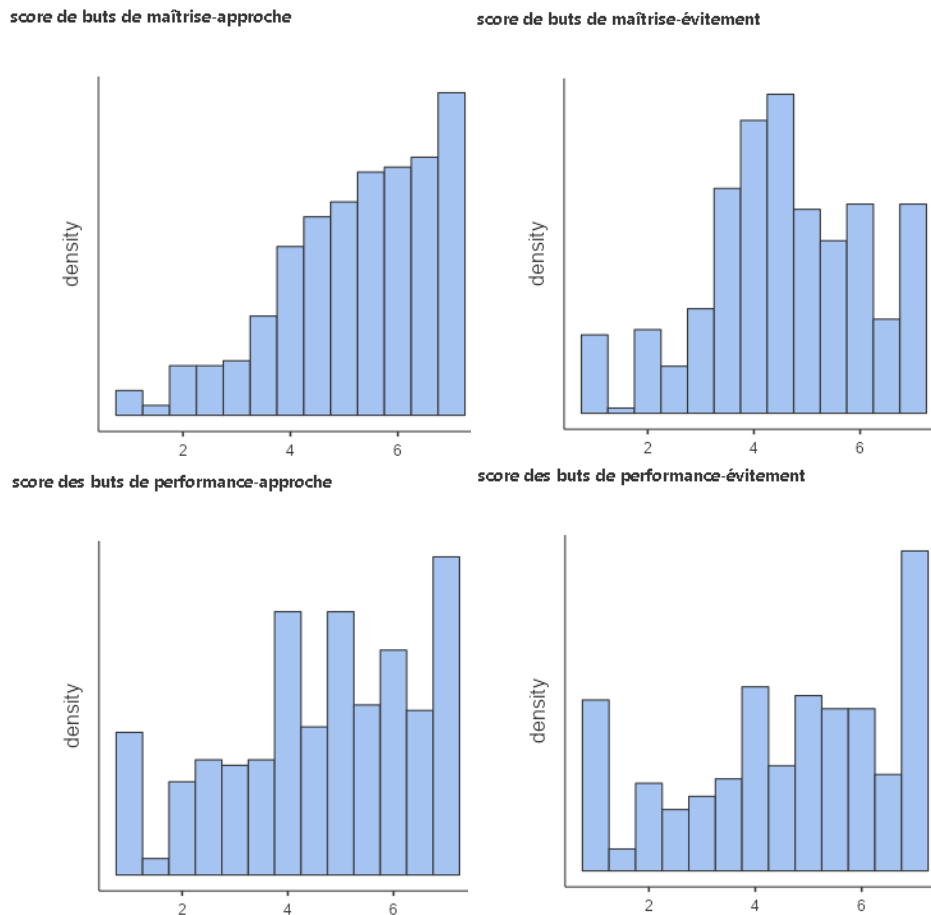 score de buts de maîtrise-approche
score de buts de maîtrise-évitement
density
2 4 6
density
2 4 6
score des buts de performance-approche
score des buts de performance-évitement
density
2 4 6
density
2 4 6